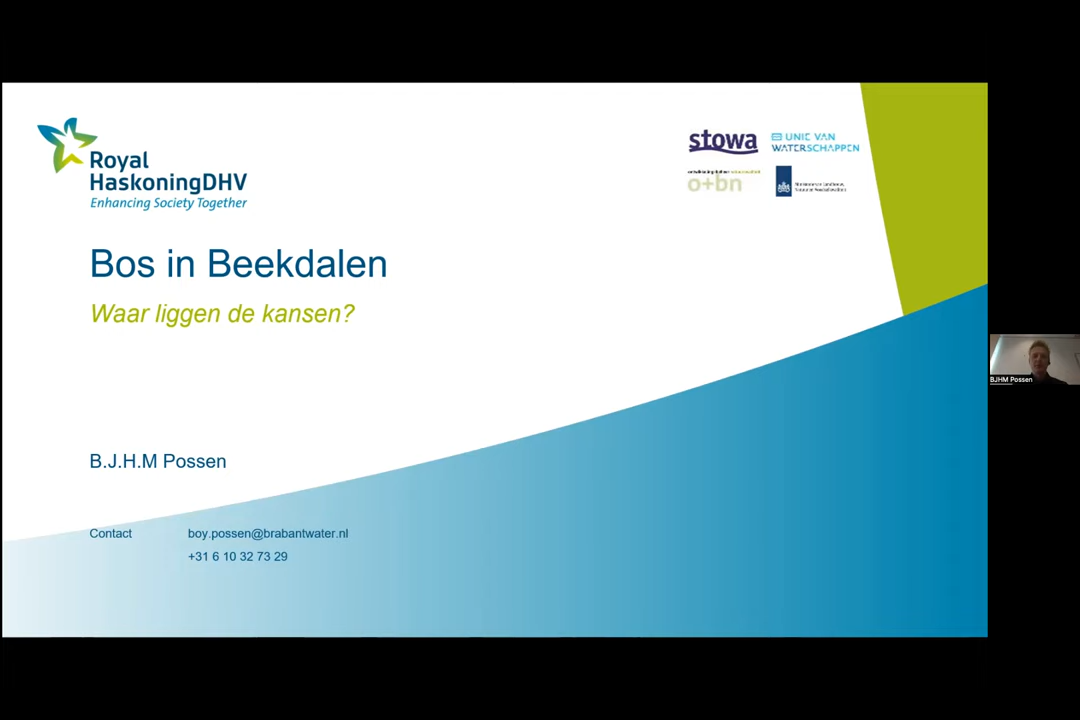 Royal
HaskoningDHV
Enhancing Society Together
stowa
UNIE VAN
WATERSCHAPPEN
o+bn
Bos in Beekdalen
Waar liggen de kansen?
BJHM Possen
B.J.H.M Possen
Contact boy.possen@brabantwater.nl
+31 6 10 32 73 29